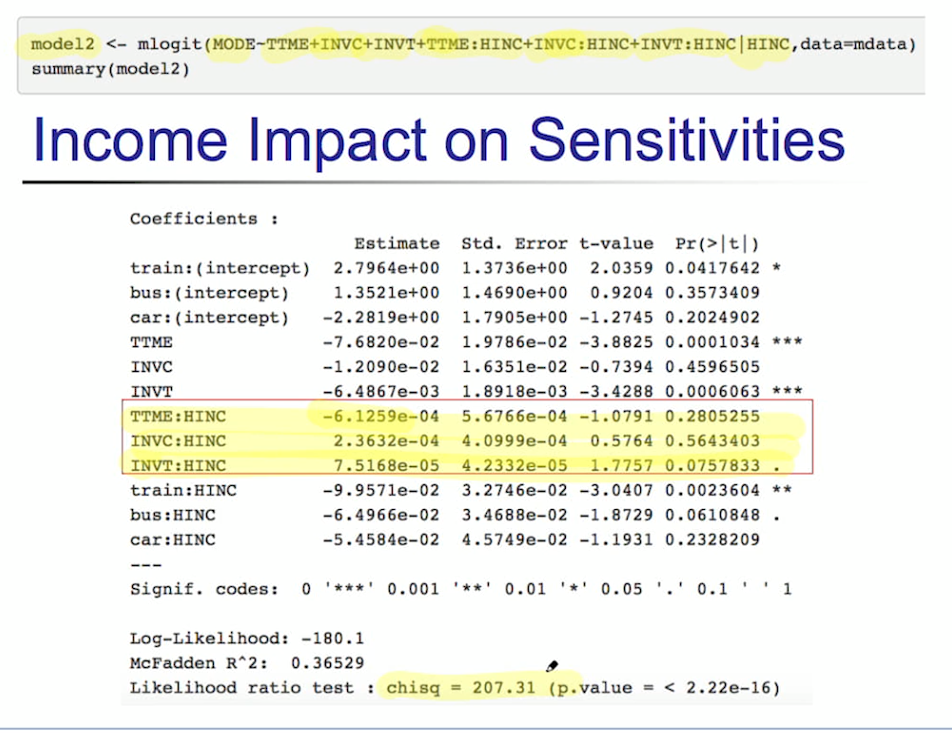 model2 <- mlogit(MODE~TTME+INVC+INVT+TTME:HINC+INVC:HINC+INVT:HINC|HINC,data=mdata)
summary(model2)
Income Impact on Sensitivities
Coefficients :
Estimate Std. Error t-value Pr(>|t|)
train:(intercept) 2.7964e+00 1.3736e+00 2.0359 0.0417642 *
bus:(intercept) 1.3521e+00 1.4690e+00 0.9204 0.3573409
car:(intercept) -2.2819e+00 1.7905e+00 -1.2745 0.2024902
TTME -7.6820e-02 1.9786e-02 -3.8825 0.0001034 ***
INVC -1.2090e-02 1.6351e-02 -0.7394 0.4596505
INVT -6.4867e-03 1.8918e-03 -3.4288 0.0006063 ***
TTME:HINC -6.1259e-04 5.6766e-04 -1.0791 0.2805255
INVC:HINC 2.3632e-04 4.0999e-04 0.5764 0.5643403
INVT:HINC 7.5168e-05 4.2332e-05 1.7757 0.0757833 .
train:HINC -9.9571e-02 3.2746e-02 -3.0407 0.0023604 **
bus:HINC -6.4966e-02 3.4688e-02 -1.8729 0.0610848 .
car:HINC -5.4584e-02 4.5749e-02 -1.1931 0.2328209
---
Signif. codes: 0 '***' 0.001 '**' 0.01 '*' 0.05 '.' 0.1 ' ' 1
Log-Likelihood: -180.1
McFadden R^2: 0.36529
Likelihood ratio test : chisq = 207.31 (p.value = < 2.22e-16)